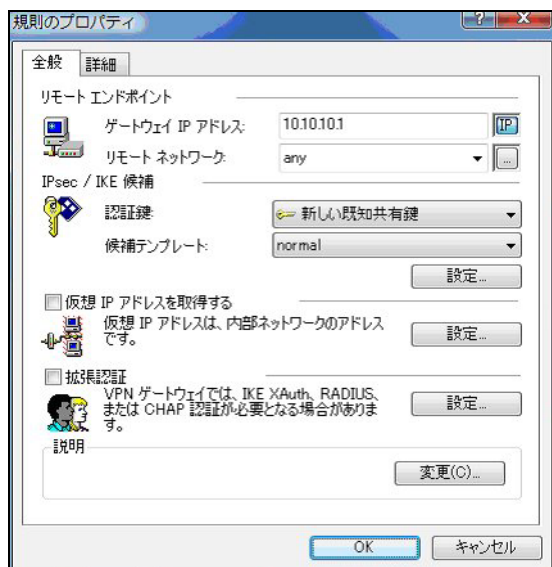 規則のプロパティ
全般
詳細
リモート エンドポイント
ゲートウェイ IP アドレス:
10.10.10.1
IP
リモート ネットワーク:
any
...
IPsec / IKE 候補
認証鍵:
新しい既知共有鍵
候補テンプレート:
normal
設定...
仮想 IP アドレスを取得する
仮想 IP アドレスは、内部ネットワークのアドレス
です。
設定...
拡張認証
VPN ゲートウェイでは、IKE XAuth、RADIUS、
または CHAP 認証が必要となる場合がありま
す。
設定...
説明
変更(C)...
OK
キャンセル